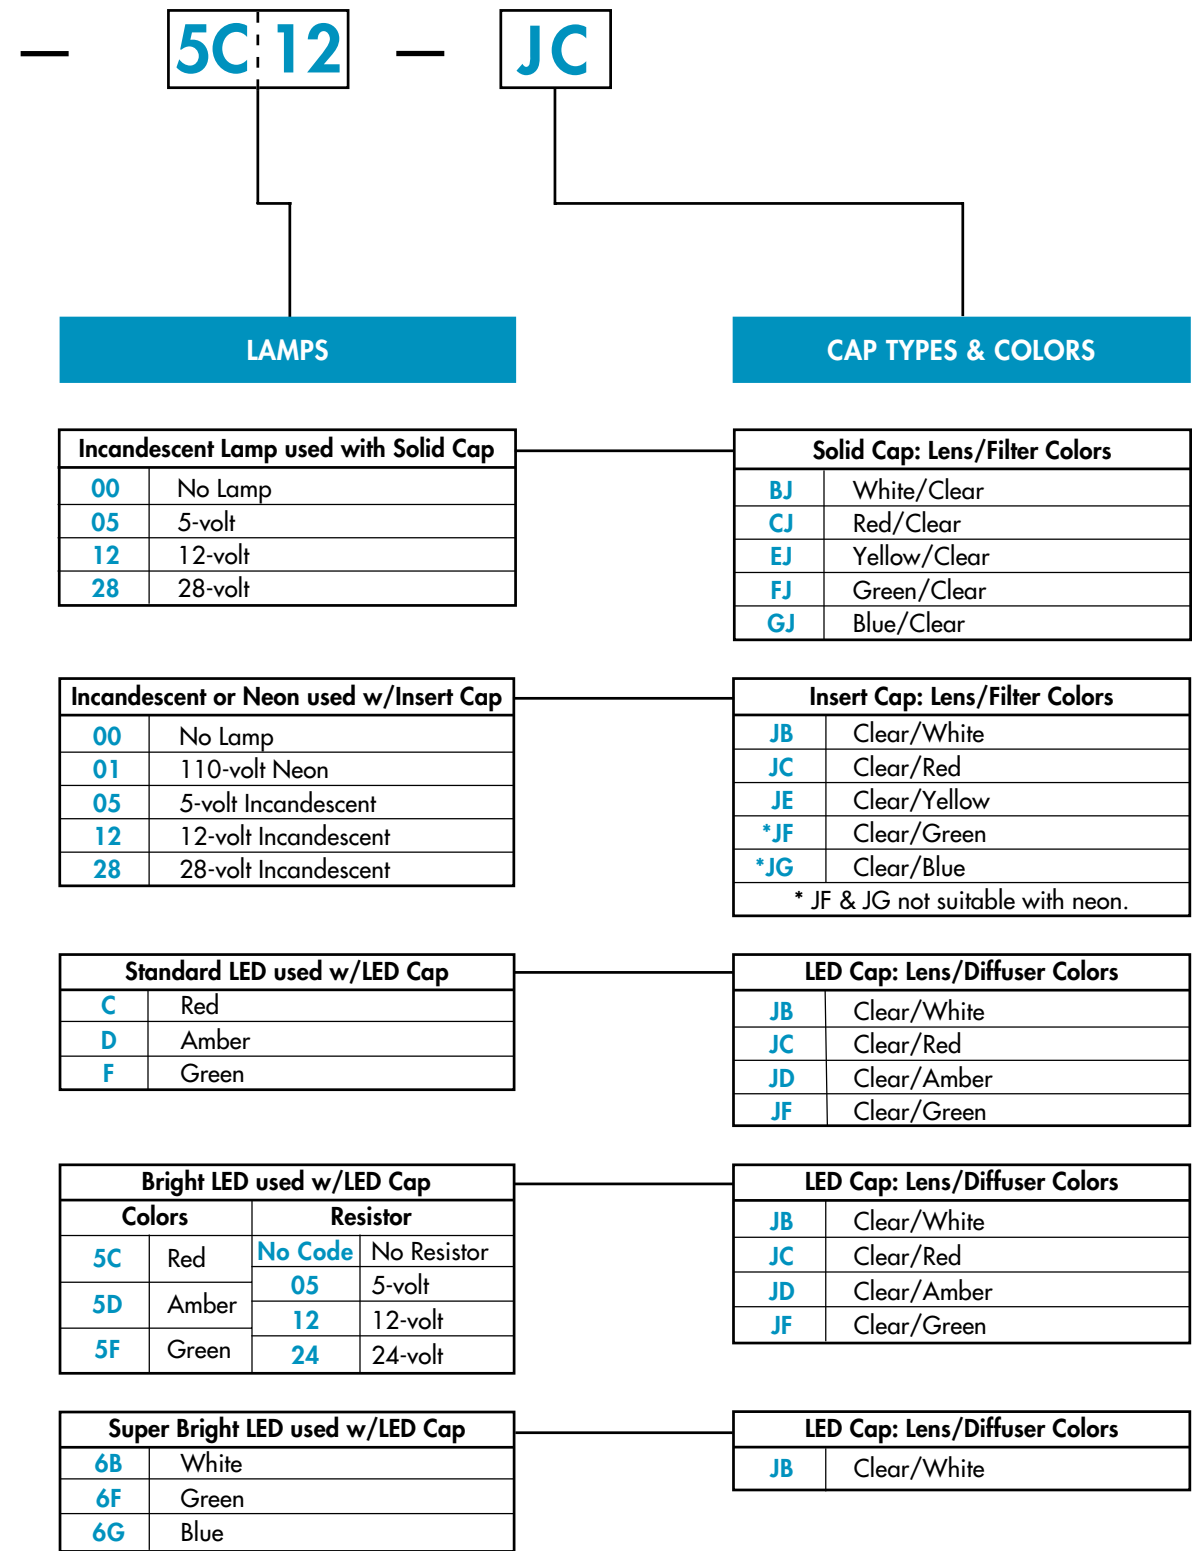 — 5C 12 — JC
LAMPS
CAP TYPES & COLORS
Incandescent Lamp used with Solid Cap
00 No Lamp
05 5-volt
12 12-volt
28 28-volt
Solid Cap: Lens/Filter Colors
BJ White/Clear
CJ Red/Clear
EJ Yellow/Clear
FJ Green/Clear
GJ Blue/Clear
Incandescent or Neon used w/Insert Cap
00 No Lamp
01 110-volt Neon
05 5-volt Incandescent
12 12-volt Incandescent
28 28-volt Incandescent
Insert Cap: Lens/Filter Colors
JB Clear/White
JC Clear/Red
JE Clear/Yellow
*JF Clear/Green
*JG Clear/Blue
* JF & JG not suitable with neon.
Standard LED used w/LED Cap
C Red
D Amber
F Green
LED Cap: Lens/Diffuser Colors
JB Clear/White
JC Clear/Red
JD Clear/Amber
JF Clear/Green
Bright LED used w/LED Cap
Colors Resistor
5C Red
5D Amber
5F Green
No Code No Resistor
05 5-volt
12 12-volt
24 24-volt
LED Cap: Lens/Diffuser Colors
JB Clear/White
JC Clear/Red
JD Clear/Amber
JF Clear/Green
Super Bright LED used w/LED Cap
6B White
6F Green
6G Blue
LED Cap: Lens/Diffuser Colors
JB Clear/White